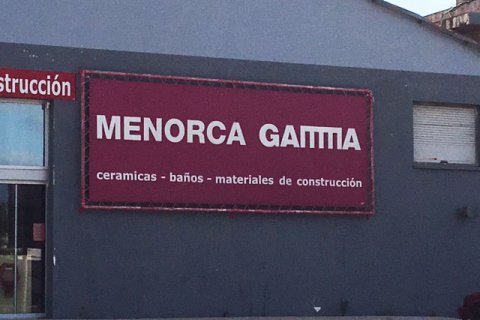 strucción
MENORCA GAMMA
ceramicas - baños - materiales de construcción